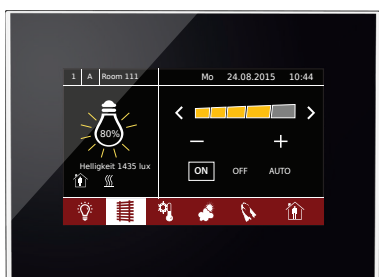 1 A Room 111 Mo 24.08.2015 10:44
80%
Helligkeit 1435 lux
ON OFF AUTO